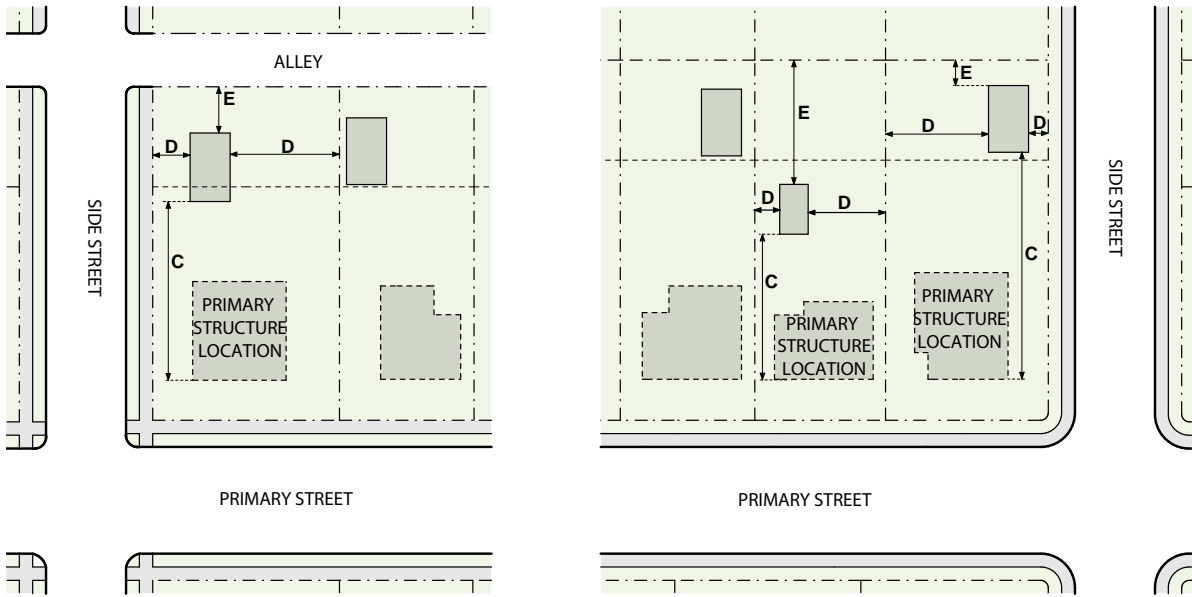 ALLEY
E
D
D
C
SIDE STREET
PRIMARY
STRUCTURE
LOCATION
PRIMARY STREET
E
E
D
D
D
D
C
C
SIDE STREET
PRIMARY
STRUCTURE
LOCATION
PRIMARY
STRUCTURE
LOCATION
PRIMARY STREET